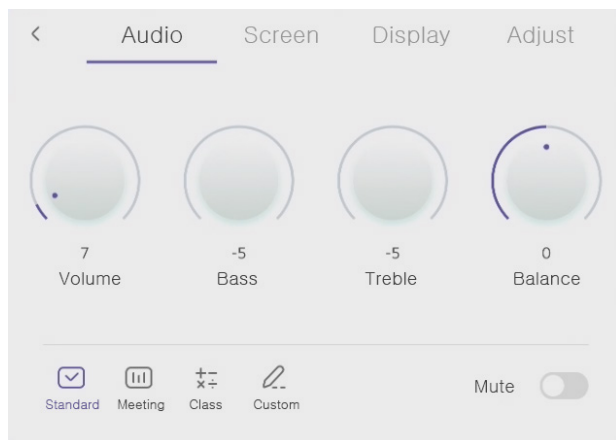 Audio Screen Display Adjust
7 -5 -5 0
Volume Bass Treble Balance
Standard Meeting Class Custom Mute